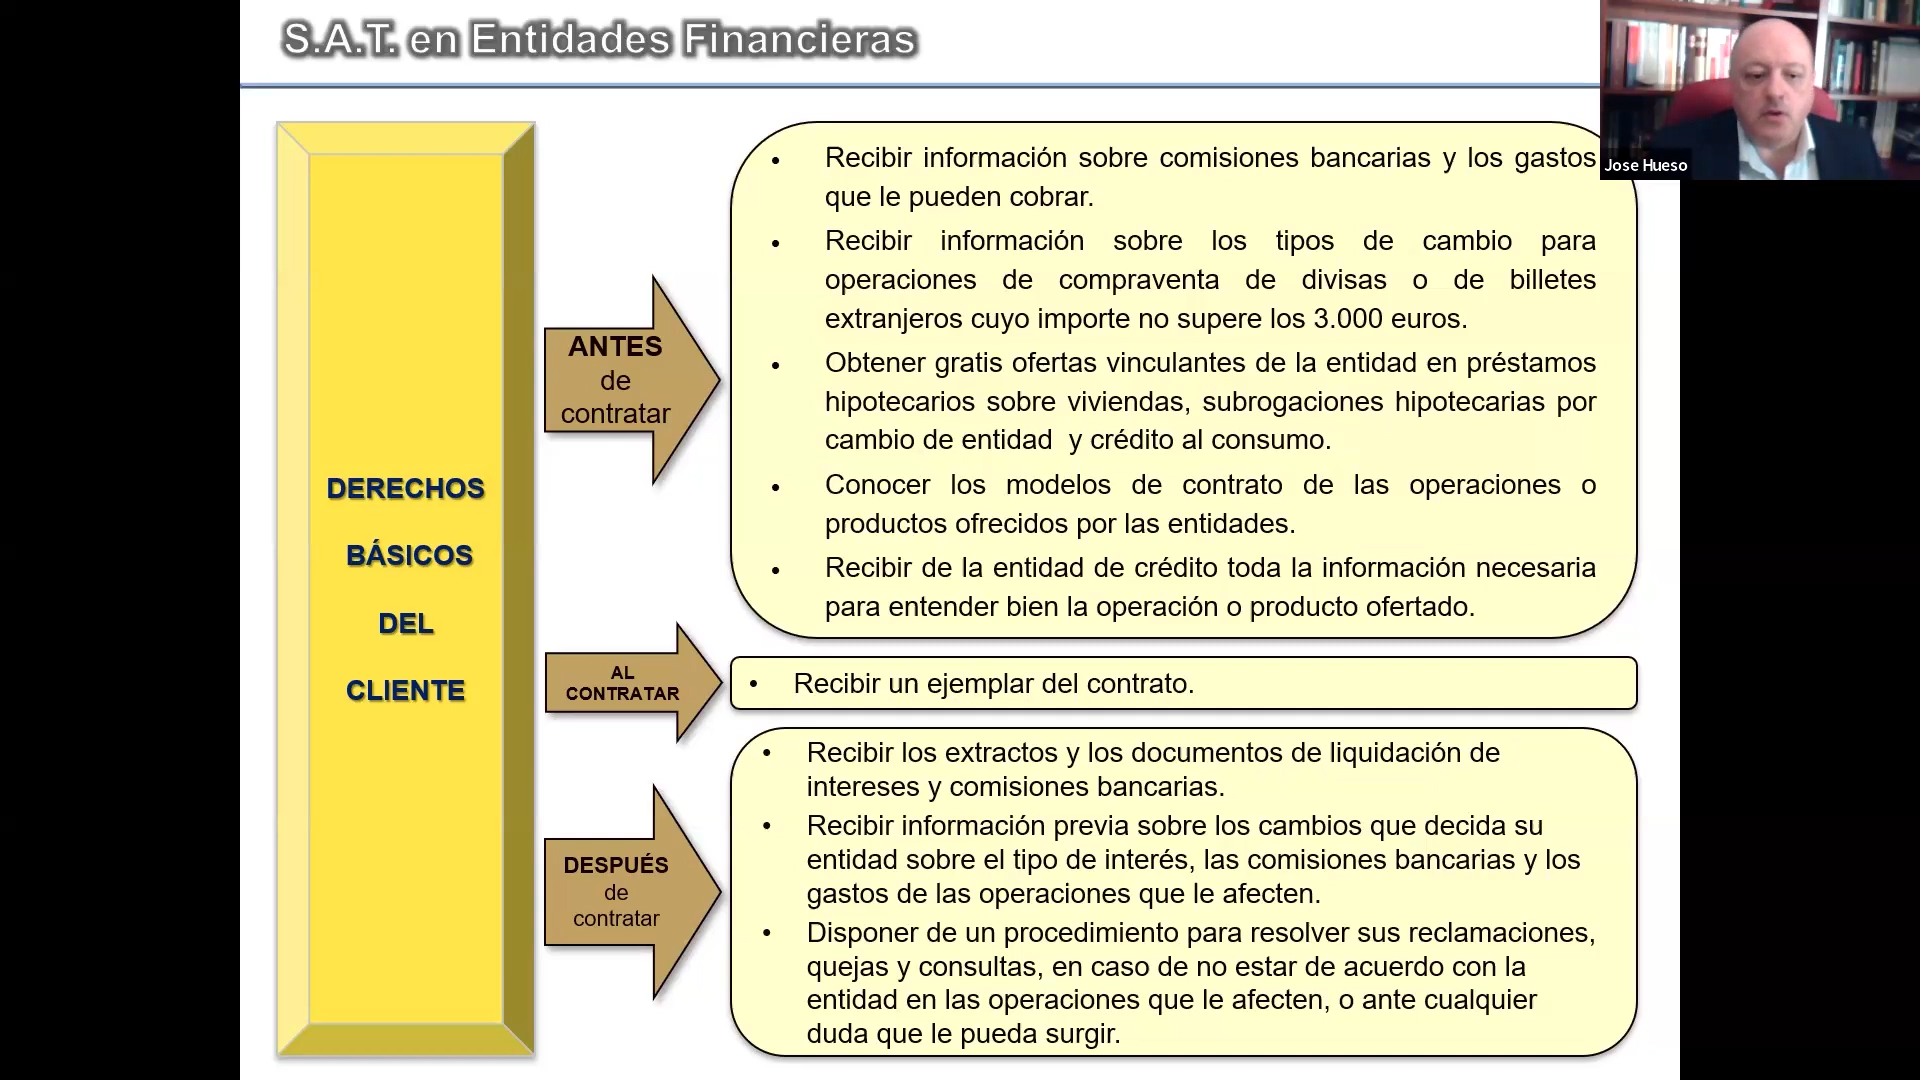 S.A.T. en Entidades Financieras
Jose Hueso
DERECHOS
BÁSICOS
DEL
CLIENTE
ANTES
de
contratar
• Recibir información sobre comisiones bancarias y los gastos
que le pueden cobrar.
• Recibir información sobre los tipos de cambio para
operaciones de compraventa de divisas o de billetes
extranjeros cuyo importe no supere los 3.000 euros.
• Obtener gratis ofertas vinculantes de la entidad en préstamos
hipotecarios sobre viviendas, subrogaciones hipotecarias por
cambio de entidad y crédito al consumo.
• Conocer los modelos de contrato de las operaciones o
productos ofrecidos por las entidades.
• Recibir de la entidad de crédito toda la información necesaria
para entender bien la operación o producto ofertado.
AL
CONTRATAR
• Recibir un ejemplar del contrato.
DESPUÉS
de
contratar
• Recibir los extractos y los documentos de liquidación de
intereses y comisiones bancarias.
• Recibir información previa sobre los cambios que decida su
entidad sobre el tipo de interés, las comisiones bancarias y los
gastos de las operaciones que le afecten.
• Disponer de un procedimiento para resolver sus reclamaciones,
quejas y consultas, en caso de no estar de acuerdo con la
entidad en las operaciones que le afecten, o ante cualquier
duda que le pueda surgir.